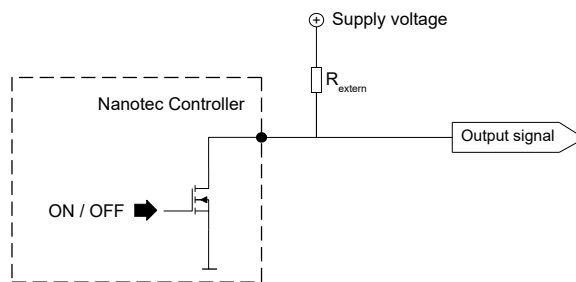 Supply voltage
R extern
Nanotec Controller
Output signal
ON / OFF